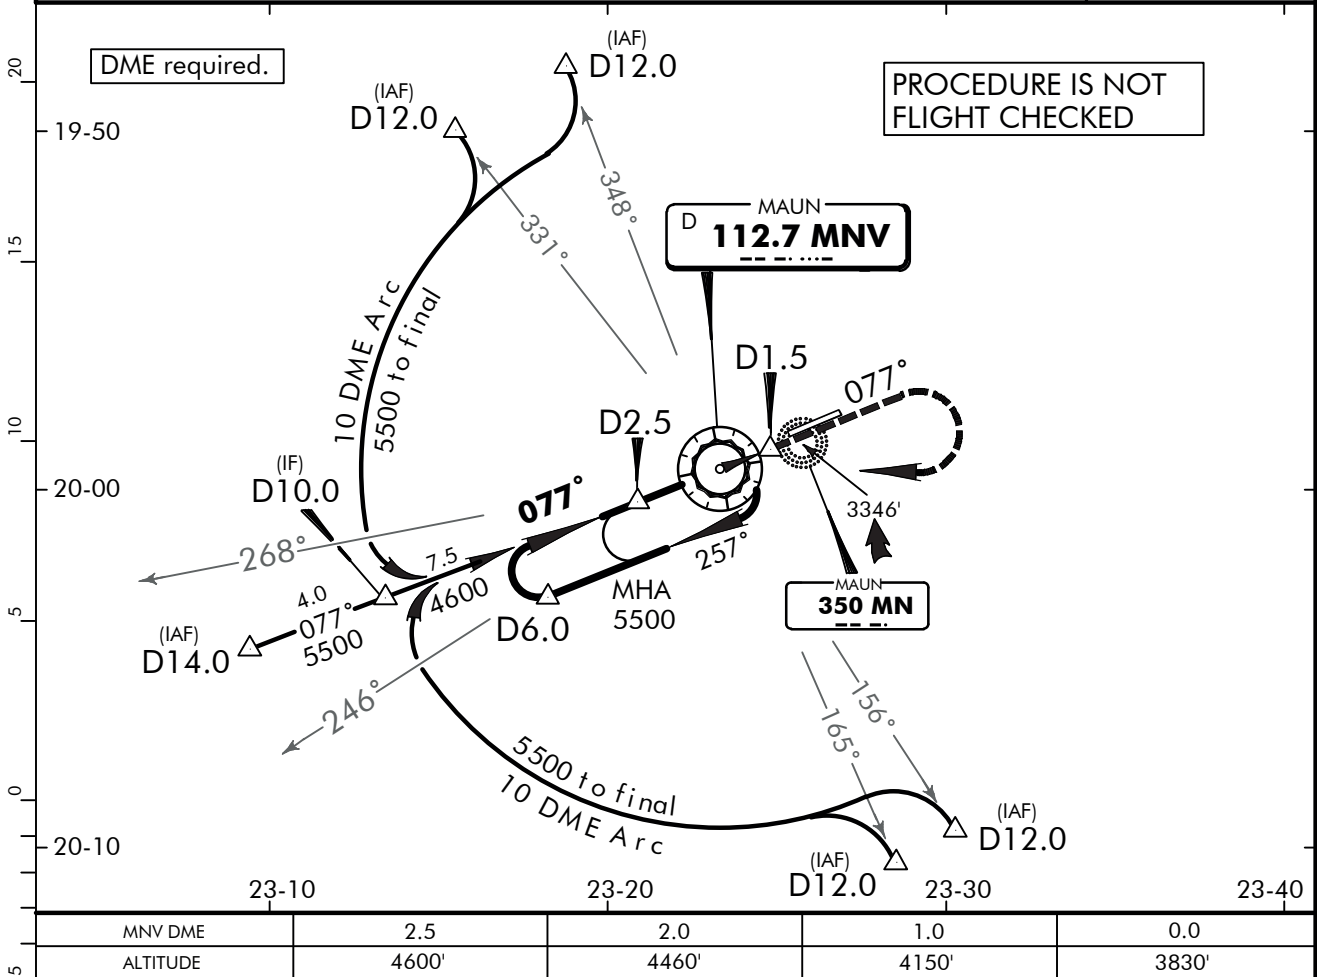 DME required.
(IAF)
D12.0
(IAF)
D12.0
PROCEDURE IS NOT
FLIGHT CHECKED
20
19-50
15
10
20-00
5
0
20-10
5
331°
348°
MAUN
D
112.7 MNV
10 DME Arc
5500 to final
D1.5
077°
D2.5
(IF)
D10.0
077°
3346'
268°
7.5
4600
257°
MAUN
350 MN
4.0
077°
5500
MHA
5500
(IAF)
D14.0
D6.0
246°
156°
165°
5500 to final
10 DME Arc
(IAF)
D12.0
(IAF)
D12.0
23-10
23-20
23-30
23-40
MNV DME 2.5 2.0 1.0 0.0
ALTITUDE 4600' 4460' 4150' 3830'